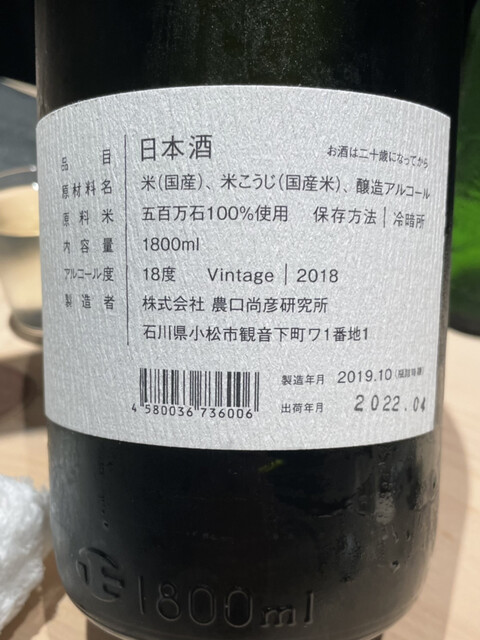 品目 日本酒 お酒は二十歳になってから
原材料名 米(国産)、米こうじ(国産米)、醸造アルコール
原料米 五百万石100%使用 保存方法 冷暗所
内容量 1800ml
アルコール度 18度 Vintage 2018
製造者 株式会社 農口尚彦研究所
石川県小松市観音下町ワ1番地1
製造年月 2019.10
4 580036 736006 出荷年月 2022.04
1800ml